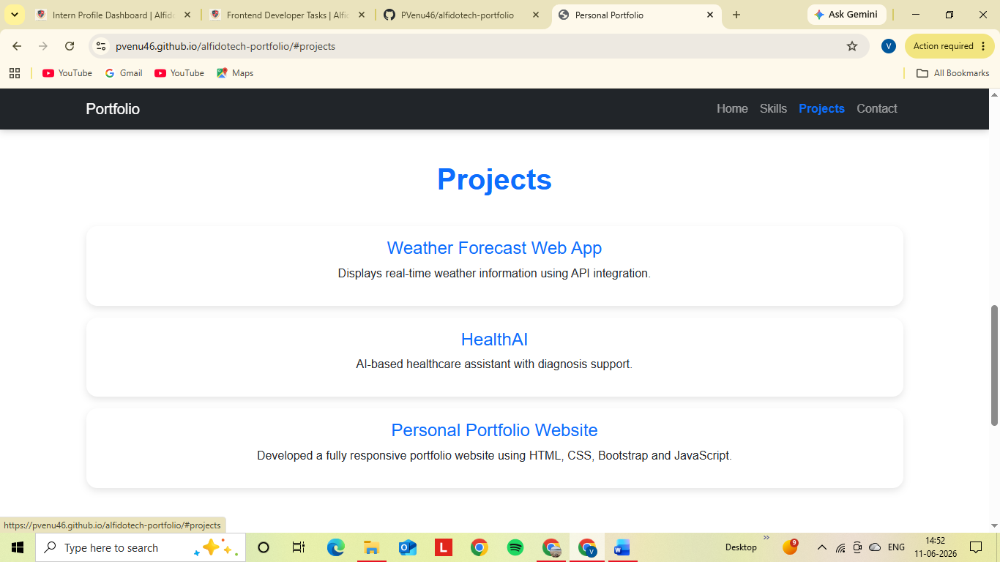 Intern Profile Dashboard | Alfido
Frontend Developer Tasks | Alfid
PVenu46/alfidotech-portfolio
Personal Portfolio
Ask Gemini
pvenu46.github.io/alfidotech-portfolio/#projects
V
Action required
YouTube
Gmail
YouTube
Maps
All Bookmarks
Portfolio
Home
Skills
Projects
Contact
Projects
Weather Forecast Web App
Displays real-time weather information using API integration.
HealthAI
AI-based healthcare assistant with diagnosis support.
Personal Portfolio Website
Developed a fully responsive portfolio website using HTML, CSS, Bootstrap and JavaScript.
https://pvenu46.github.io/alfidotech-portfolio/#projects
Type here to search
L
V
W
Desktop
9
ENG
14:52
11-06-2026